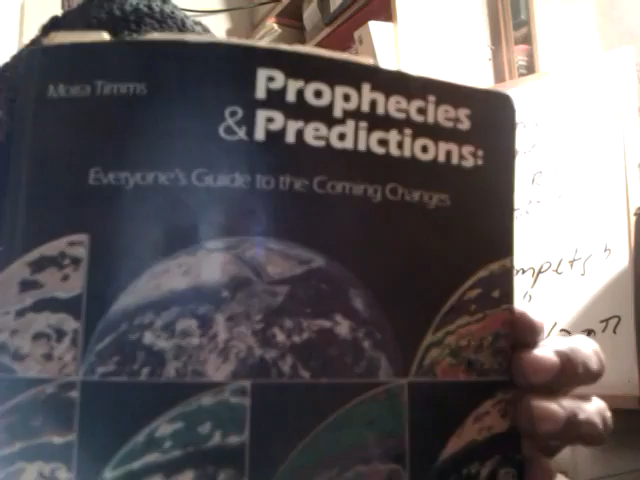 Moira Timms
Prophecies
& Predictions:
Everyone's Guide to the Coming Changes